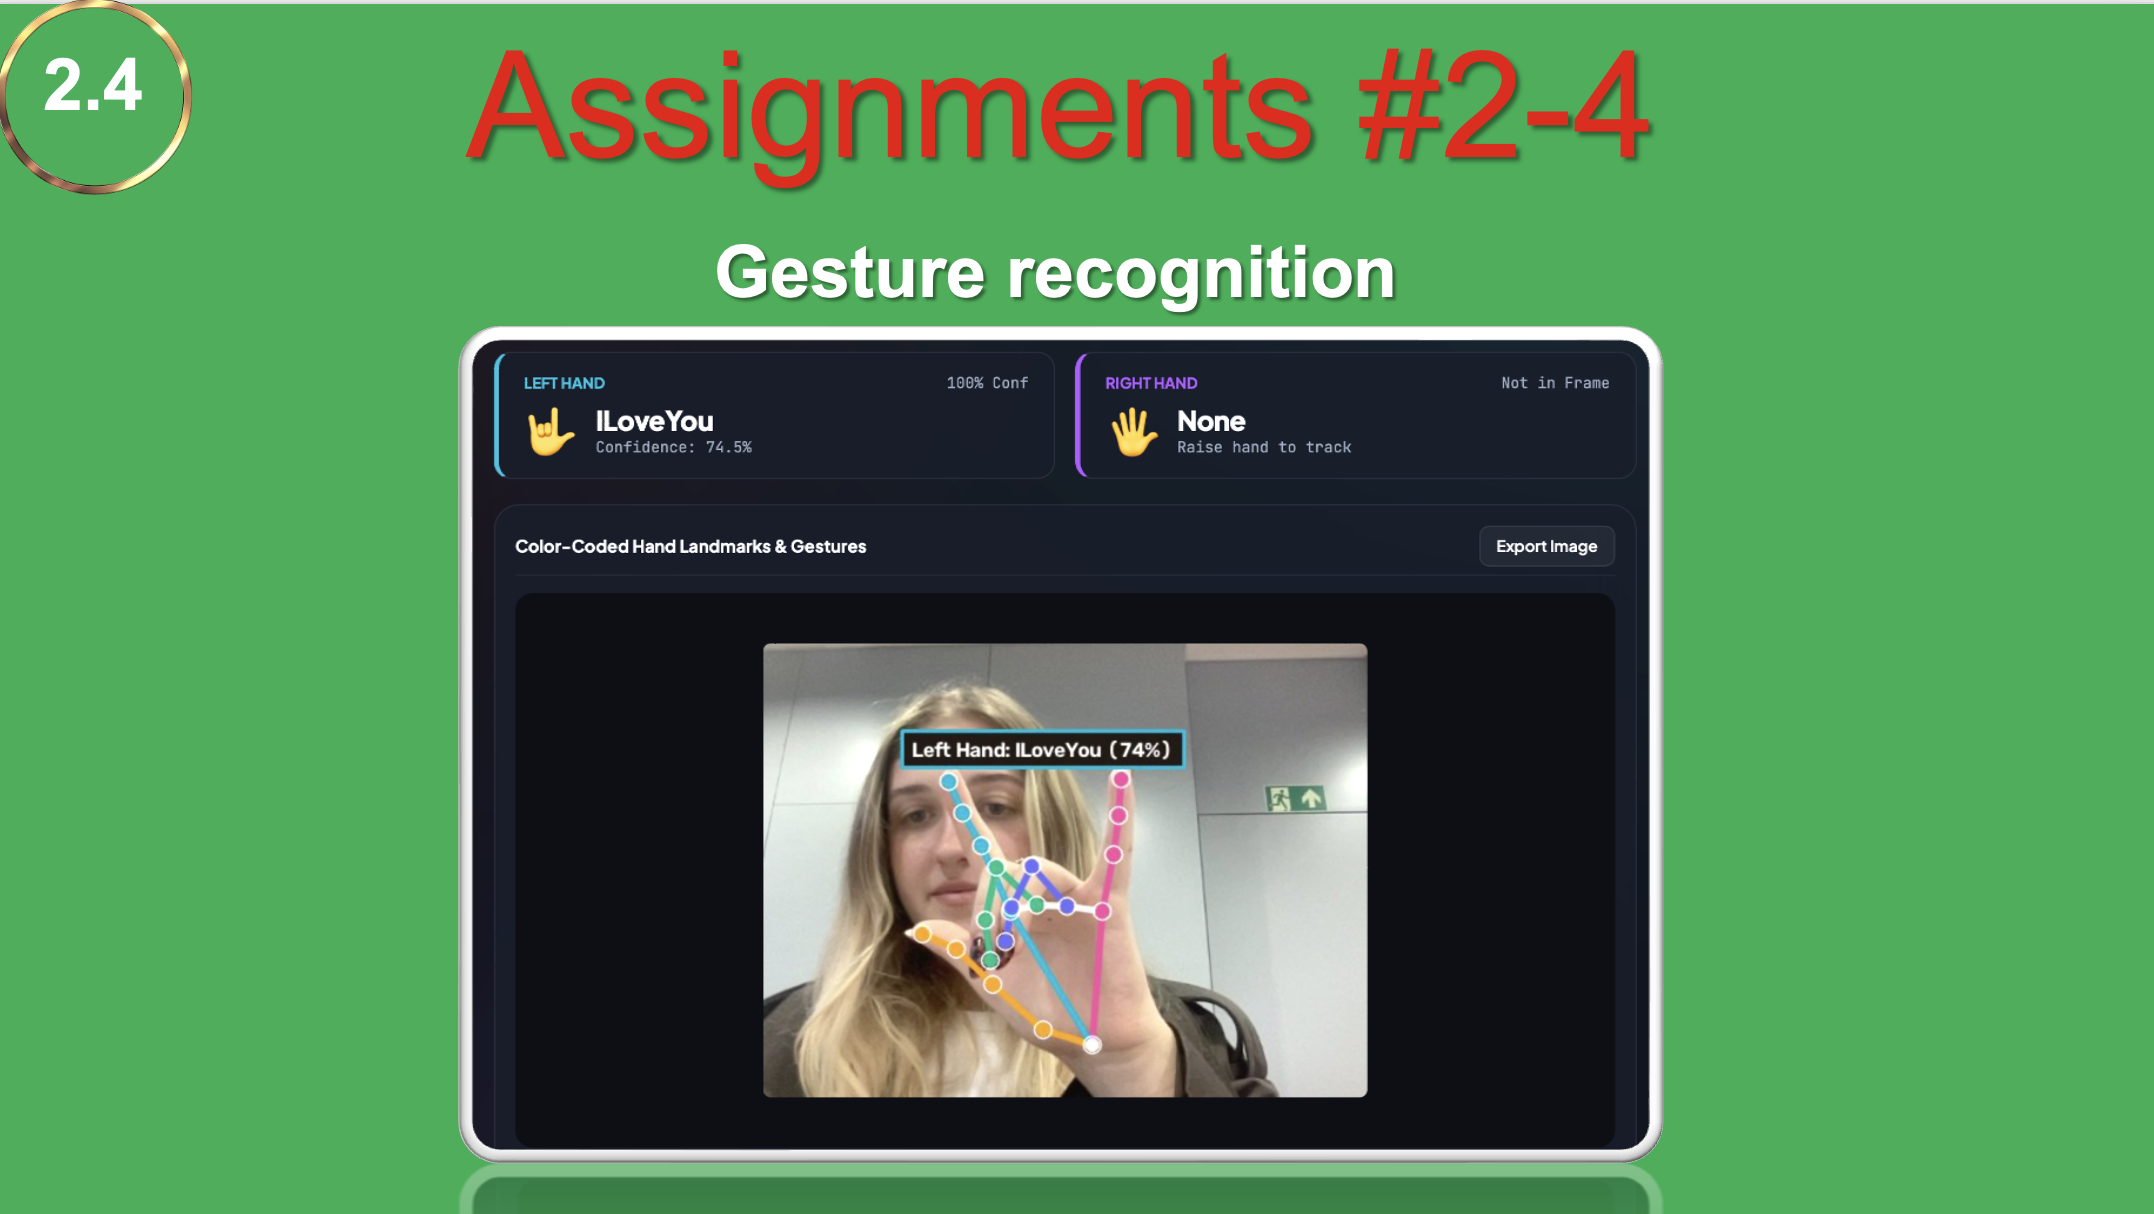 2.4
Assignments #2-4
Gesture recognition
LEFT HAND
100% Conf
ILoveYou
Confidence: 74.5%
RIGHT HAND
Not in Frame
None
Raise hand to track
Color-Coded Hand Landmarks & Gestures
Export Image
Left Hand: ILoveYou (74%)